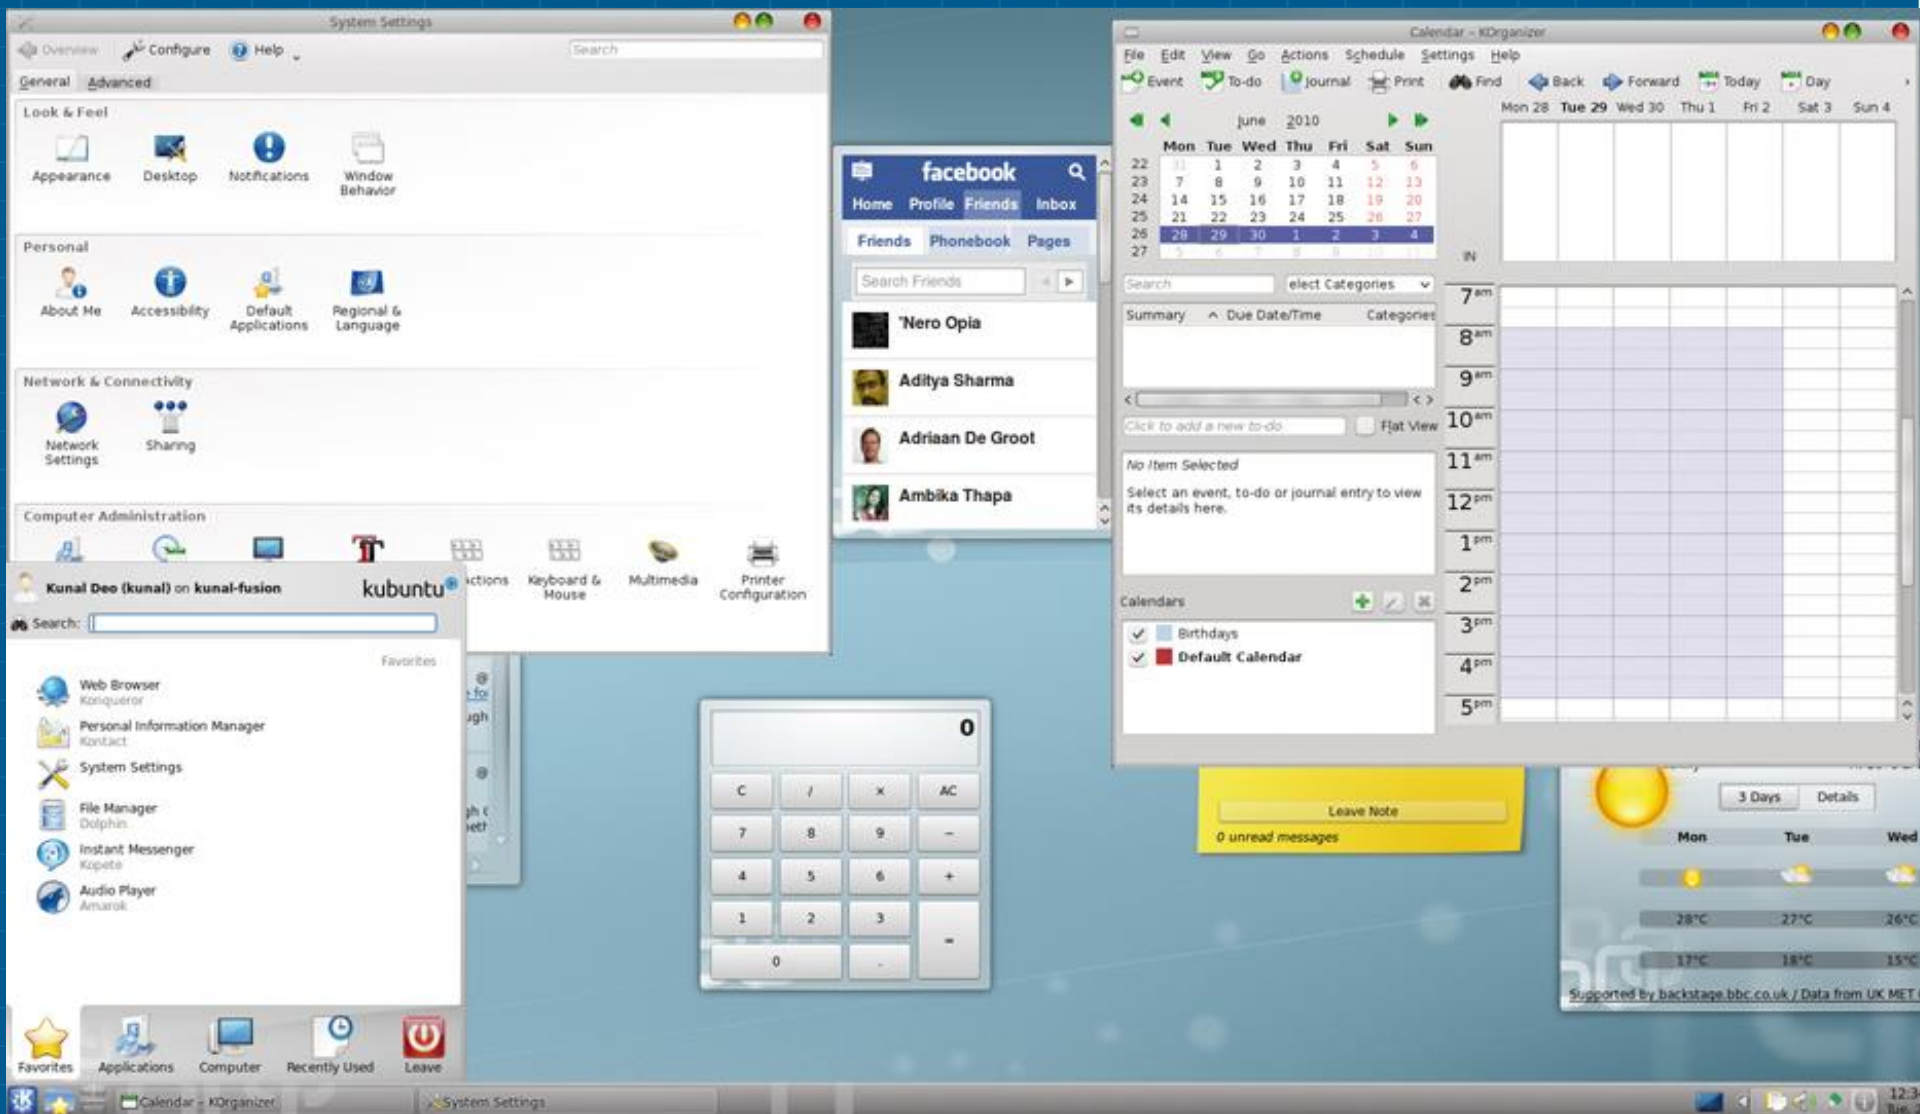 System Settings
Overview Configure Help Search
General Advanced
Look & Feel
Appearance Desktop Notifications Window Behavior
Personal
About Me Accessibility Default Applications Regional & Language
Network & Connectivity
Network Settings Sharing
Computer Administration
ctions Keyboard & Mouse Multimedia Printer Configuration
Kunal Deo (kunal) on kunal-fusion kubuntu
Search:
Favorites
Web Browser
Konqueror
Personal Information Manager
Kontact
System Settings
File Manager
Dolphin
Instant Messenger
Kopete
Audio Player
Amarok
Favorites Applications Computer Recently Used Leave
facebook
Home Profile Friends Inbox
Friends Phonebook Pages
Search Friends
"Nero Opia
Aditya Sharma
Adriaan De Groot
Ambika Thapa
0
C / × AC
7 8 9 −
4 5 6 +
1 2 3
0 . =
Calendar – KOrganizer
File Edit View Go Actions Schedule Settings Help
Event To-do Journal Print Find Back Forward Today Day
Mon 28 Tue 29 Wed 30 Thu 1 Fri 2 Sat 3 Sun 4
June 2010
Mon Tue Wed Thu Fri Sat Sun
22 31 1 2 3 4 5 6
23 7 8 9 10 11 12 13
24 14 15 16 17 18 19 20
25 21 22 23 24 25 26 27
26 28 29 30 1 2 3 4
27 5 6 7 8 9 10 11
IN
Search elect Categories
Summary Due Date/Time Categories
Click to add a new to-do Flat View
No Item Selected
Select an event, to-do or journal entry to view
its details here.
Calendars
Birthdays
Default Calendar
7am
8am
9am
10am
11am
12pm
1pm
2pm
3pm
4pm
5pm
Leave Note
0 unread messages
3 Days Details
Mon Tue Wed
28°C 27°C 26°C
17°C 18°C 15°C
Supported by backstage.bbc.co.uk / Data from UK MET
Calendar – KOrganizer System Settings